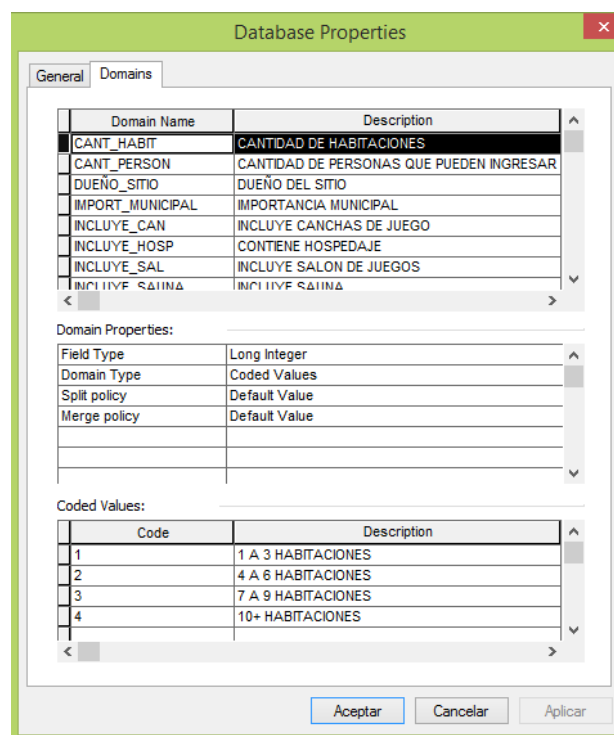 Database Properties
General Domains
Domain Name Description
CANT_HABIT CANTIDAD DE HABITACIONES
CANT_PERSON CANTIDAD DE PERSONAS QUE PUEDEN INGRESAR
DUEÑO_SITIO DUEÑO DEL SITIO
IMPORT_MUNICIPAL IMPORTANCIA MUNICIPAL
INCLUYE_CAN INCLUYE CANCHAS DE JUEGO
INCLUYE_HOSP CONTIENE HOSPEDAJE
INCLUYE_SAL INCLUYE SALON DE JUEGOS
INCLUYE_SAUNA INCLUYE SAUNA
Domain Properties:
Field Type Long Integer
Domain Type Coded Values
Split policy Default Value
Merge policy Default Value
Coded Values:
Code Description
1 1 A 3 HABITACIONES
2 4 A 6 HABITACIONES
3 7 A 9 HABITACIONES
4 10+ HABITACIONES
Aceptar Cancelar Aplicar